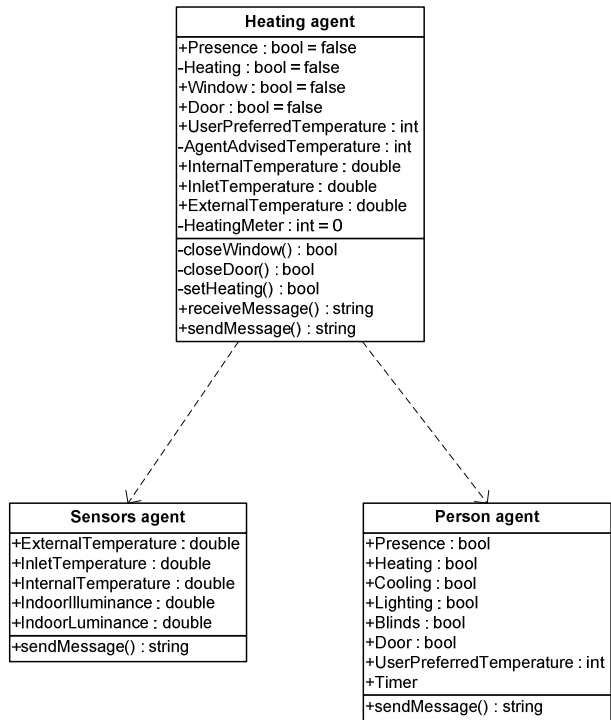 Heating agent
+Presence : bool = false
-Heating : bool = false
+Window : bool = false
+Door : bool = false
+UserPreferredTemperature : int
-AgentAdvisedTemperature : int
+InternalTemperature : double
+InletTemperature : double
+ExternalTemperature : double
-HeatingMeter : int = 0
-closeWindow() : bool
-closeDoor() : bool
-setHeating() : bool
+receiveMessage() : string
+sendMessage() : string
Sensors agent
+ExternalTemperature : double
+InletTemperature : double
+InternalTemperature : double
+IndoorIlluminance : double
+IndoorLuminance : double
+sendMessage() : string
Person agent
+Presence : bool
+Heating : bool
+Cooling : bool
+Lighting : bool
+Blinds : bool
+Door : bool
+UserPreferredTemperature : int
+Timer
+sendMessage() : string